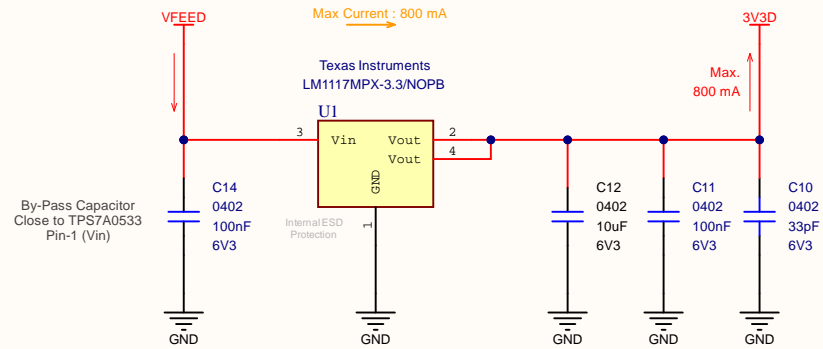 VFEED
Max Current : 800 mA
3V3D
Texas Instruments
LM1117MPX-3.3/NOPB
Max.
800 mA
U1
3
Vin
Vout
2
Vout
4
GND
1
Internal ESD
Protection
By-Pass Capacitor
Close to TPS7A0533
Pin-1 (Vin)
C14
0402
100nF
6V3
C12
0402
10uF
6V3
C11
0402
100nF
6V3
C10
0402
33pF
6V3
GND
GND
GND
GND
GND